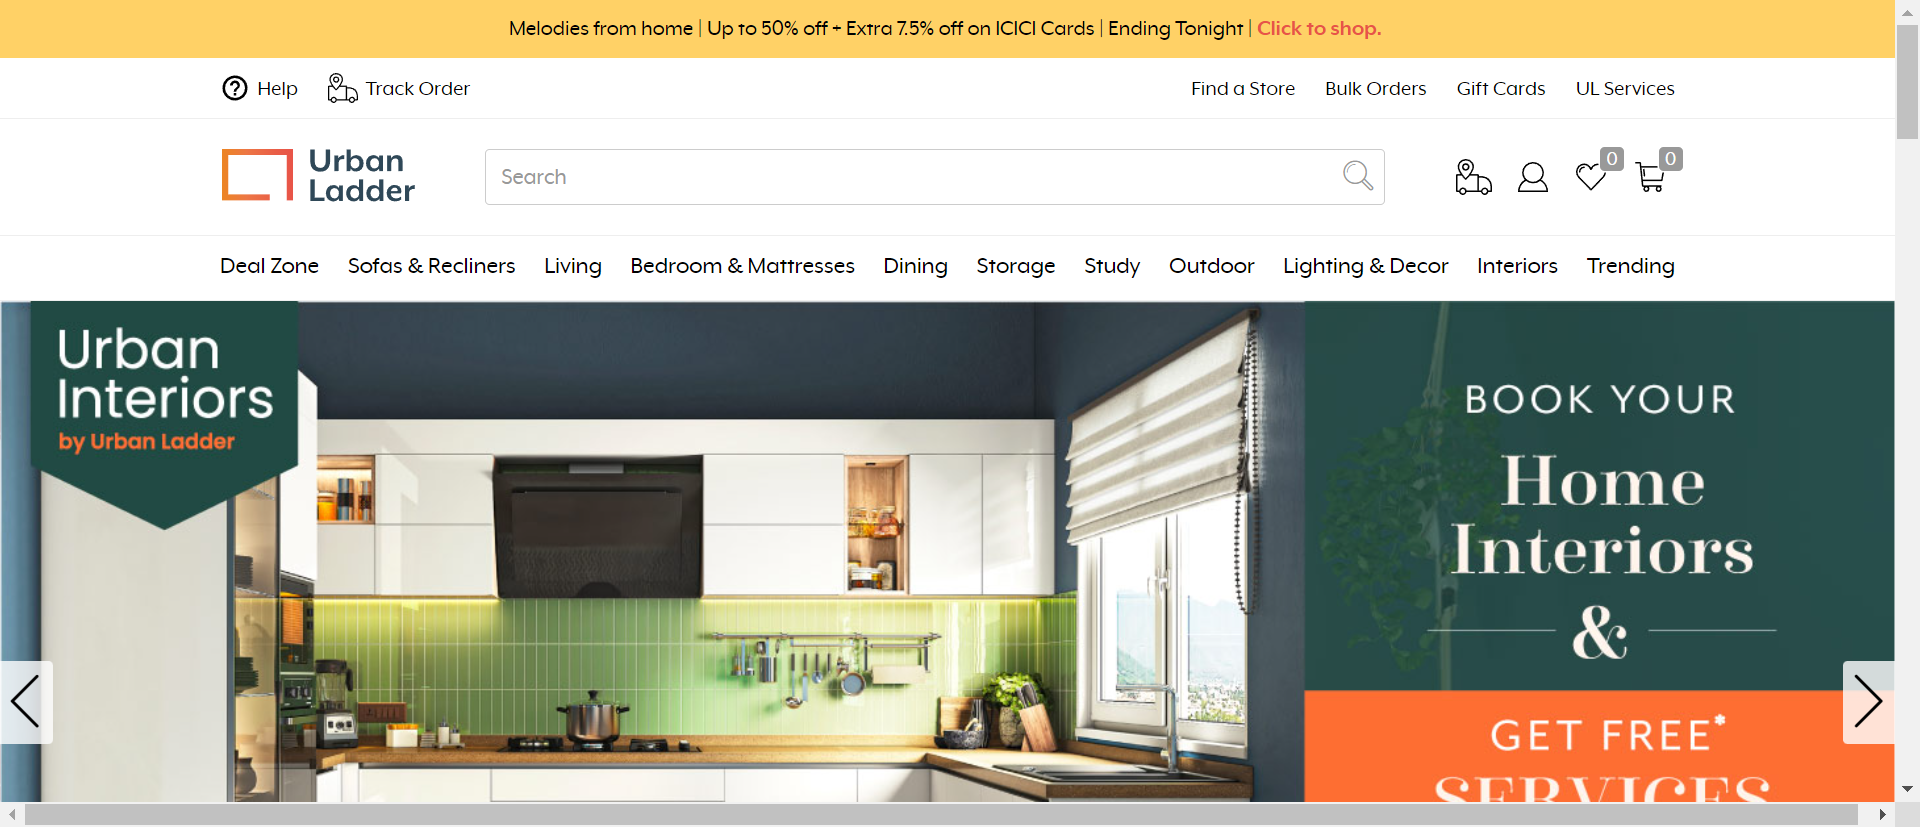 Melodies from home | Up to 50% off + Extra 7.5% off on ICICI Cards | Ending Tonight | Click to shop.
Help Track Order Find a Store Bulk Orders Gift Cards UL Services
Urban
Ladder
Search
0 0
Deal Zone Sofas & Recliners Living Bedroom & Mattresses Dining Storage Study Outdoor Lighting & Decor Interiors Trending
Urban
Interiors
by Urban Ladder
BOOK YOUR
Home
Interiors
&
GET FREE*
SERVICES